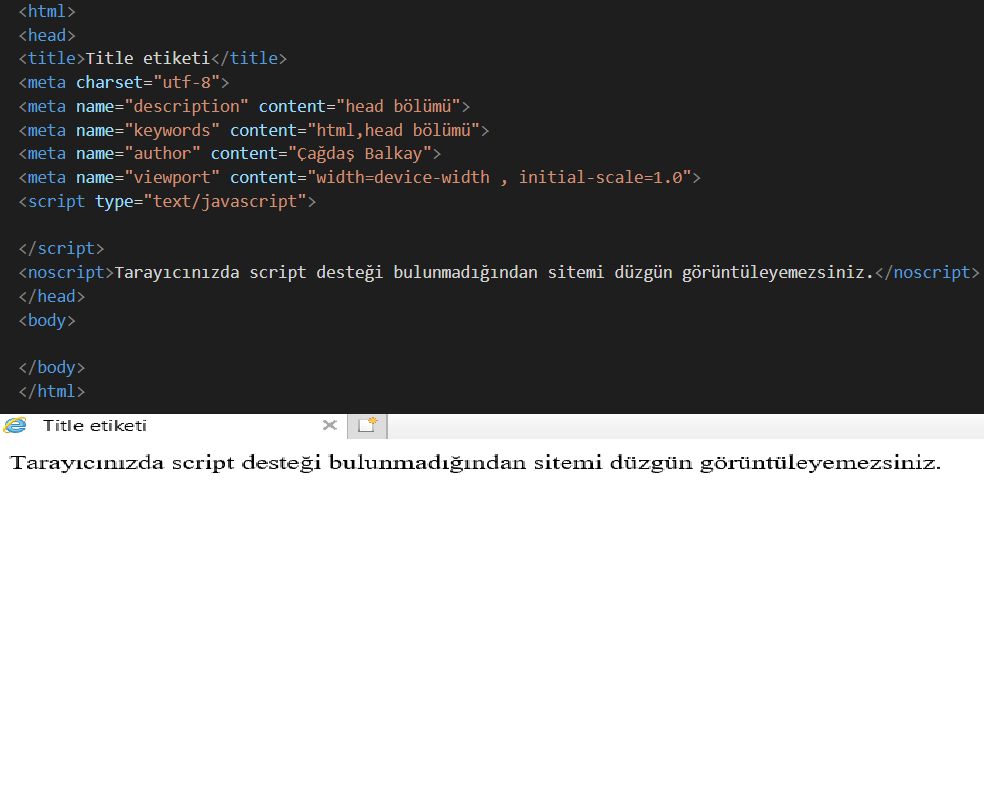 <html>
<head>
<title>Title etiketi</title>
<meta charset="utf-8">
<meta name="description" content="head bölümü">
<meta name="keywords" content="html,head bölümü">
<meta name="author" content="Çağdaş Balkay">
<meta name="viewport" content="width=device-width , initial-scale=1.0">
<script type="text/javascript">
</script>
<noscript>Tarayıcınızda script desteği bulunmadığından sitemi düzgün görüntüleyemezsiniz.</noscript>
</head>
<body>
</body>
</html>
Title etiketi
Tarayıcınızda script desteği bulunmadığından sitemi düzgün görüntüleyemezsiniz.